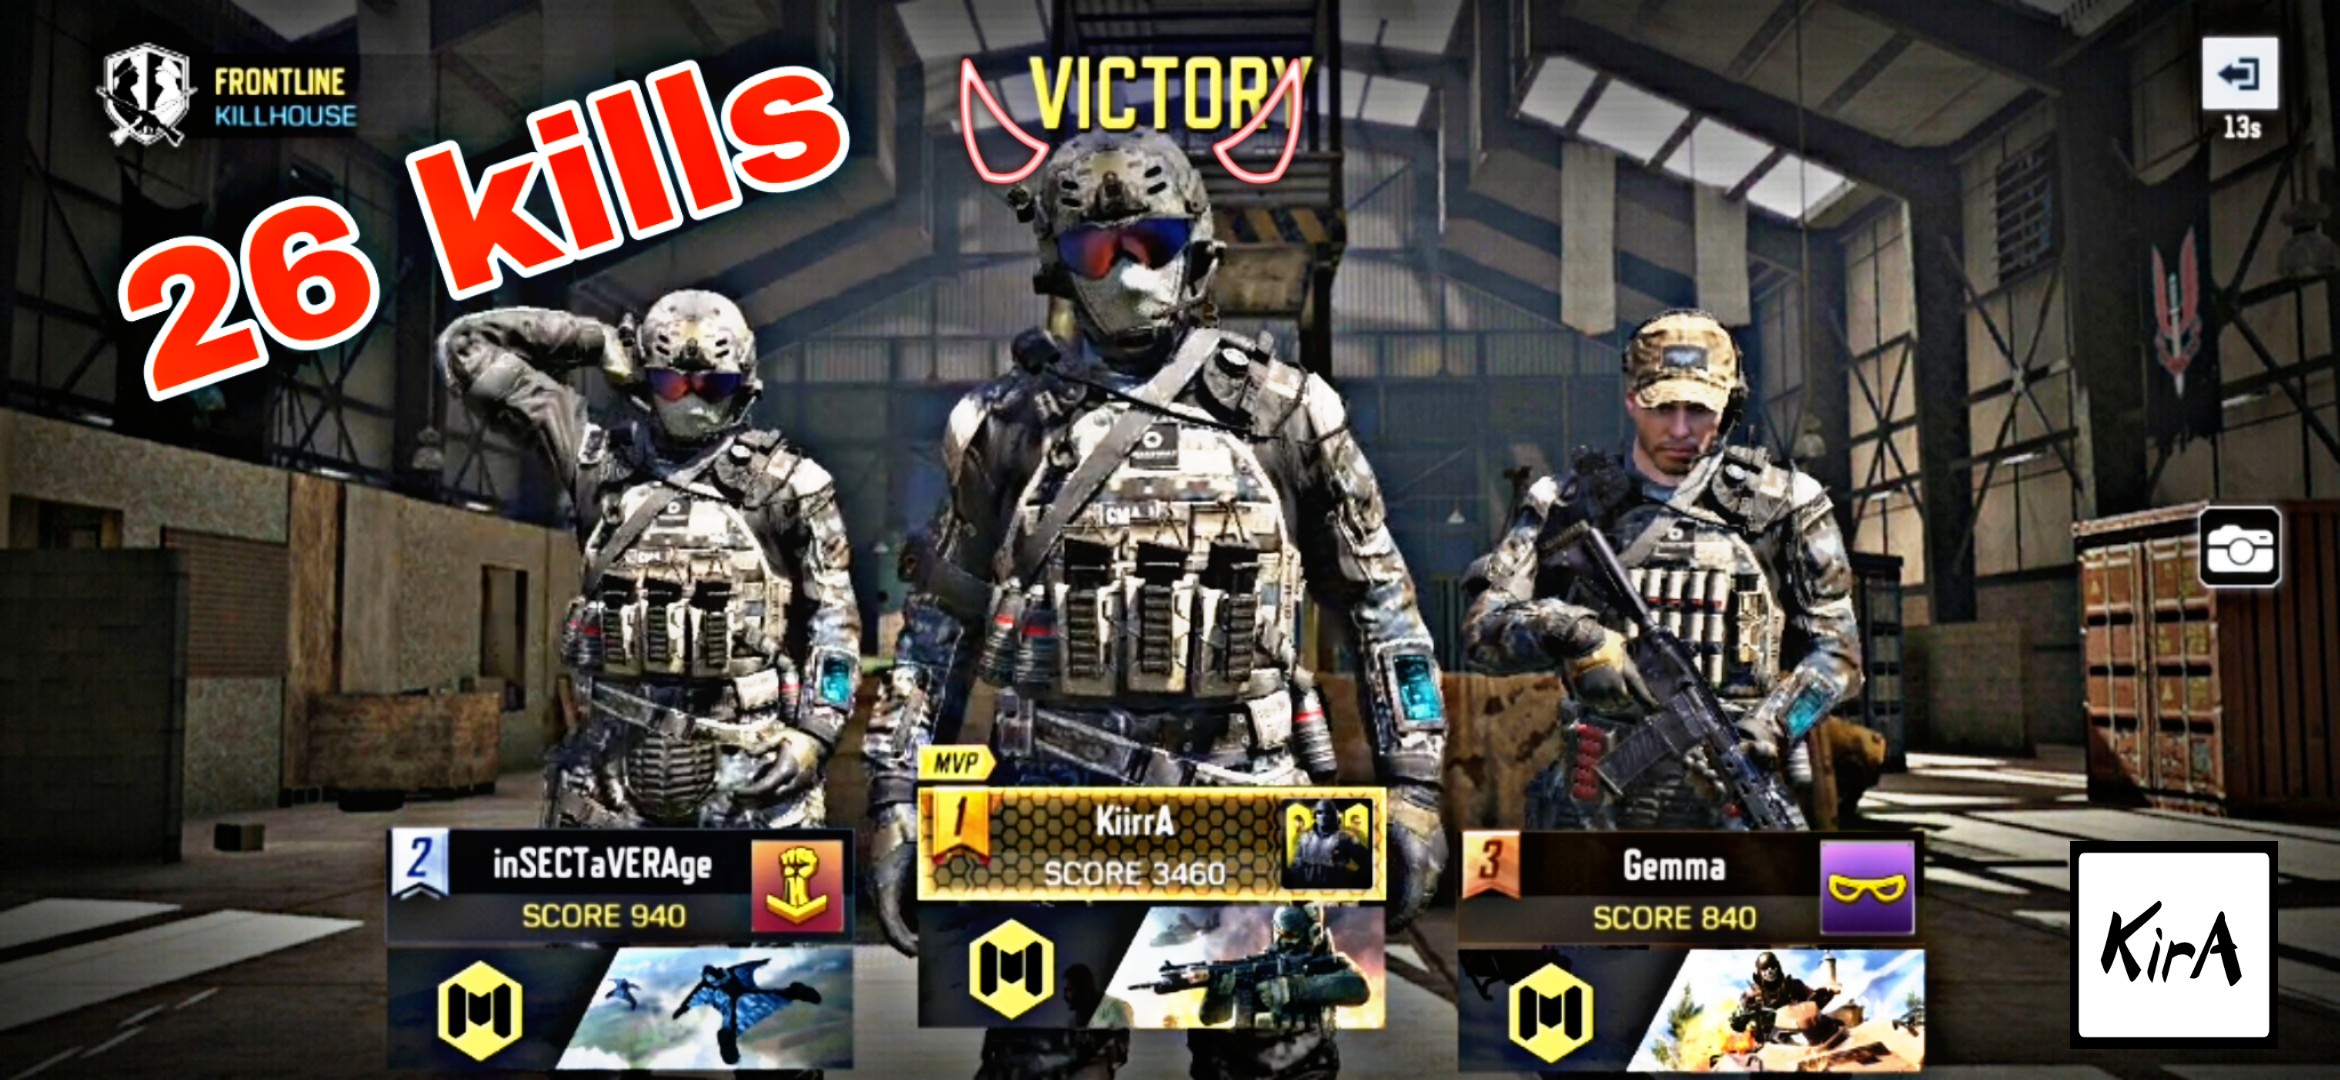 FRONTLINE
KILLHOUSE
26 kills
VICTORY
13s
MVP
1
KiirrA
SCORE 3460
2
inSECTaVERAge
SCORE 940
3
Gemma
SCORE 840
KirA